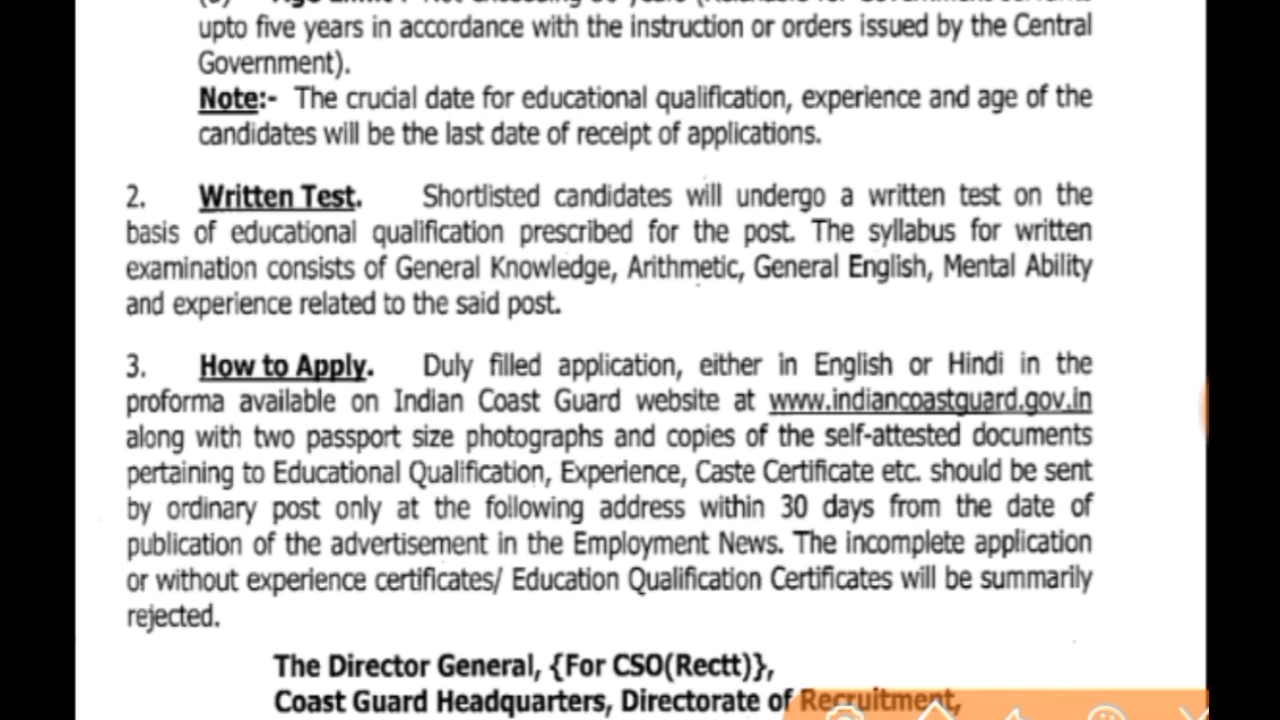 upto five years in accordance with the instruction or orders issued by the Central
Government).
Note:- The crucial date for educational qualification, experience and age of the
candidates will be the last date of receipt of applications.
2. Written Test. Shortlisted candidates will undergo a written test on the
basis of educational qualification prescribed for the post. The syllabus for written
examination consists of General Knowledge, Arithmetic, General English, Mental Ability
and experience related to the said post.
3. How to Apply. Duly filled application, either in English or Hindi in the
proforma available on Indian Coast Guard website at www.indiancoastguard.gov.in
along with two passport size photographs and copies of the self-attested documents
pertaining to Educational Qualification, Experience, Caste Certificate etc. should be sent
by ordinary post only at the following address within 30 days from the date of
publication of the advertisement in the Employment News. The incomplete application
or without experience certificates/ Education Qualification Certificates will be summarily
rejected.
The Director General, {For CSO(Rectt)},
Coast Guard Headquarters, Directorate of Recruitment,